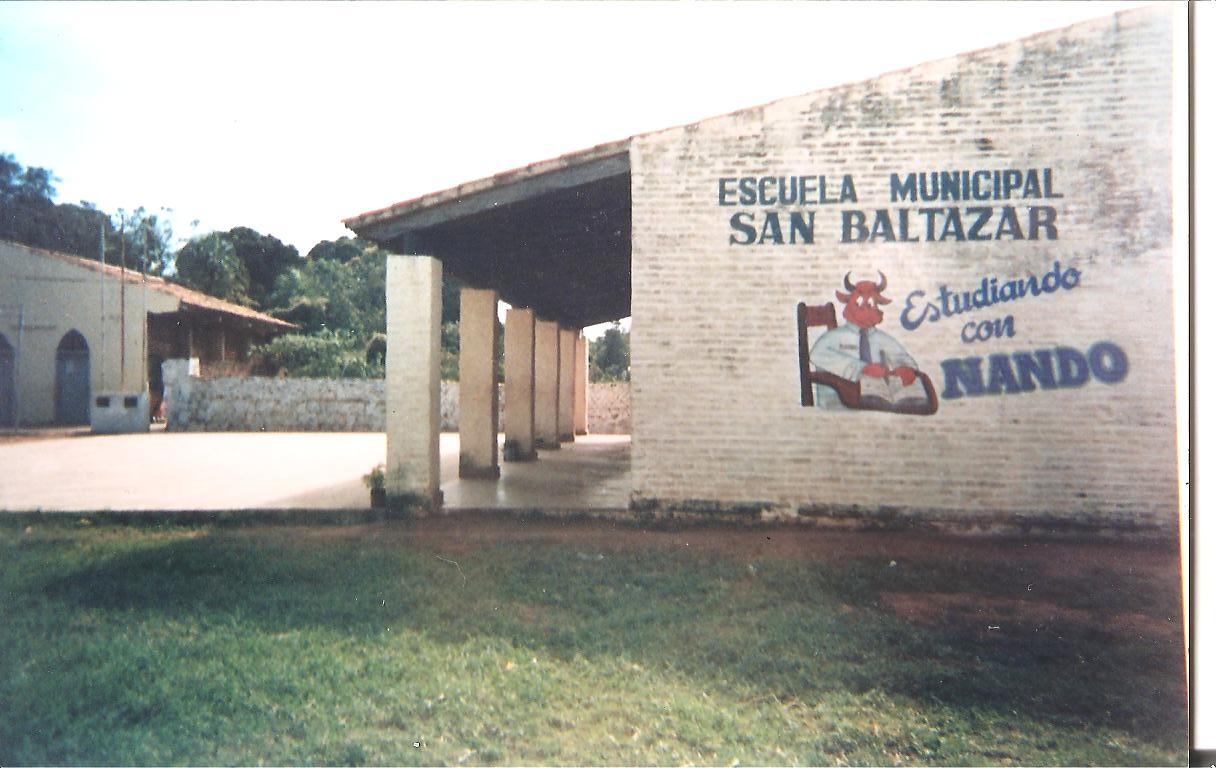 ESCUELA MUNICIPAL
SAN BALTAZAR
Estudiando
con
NANDO